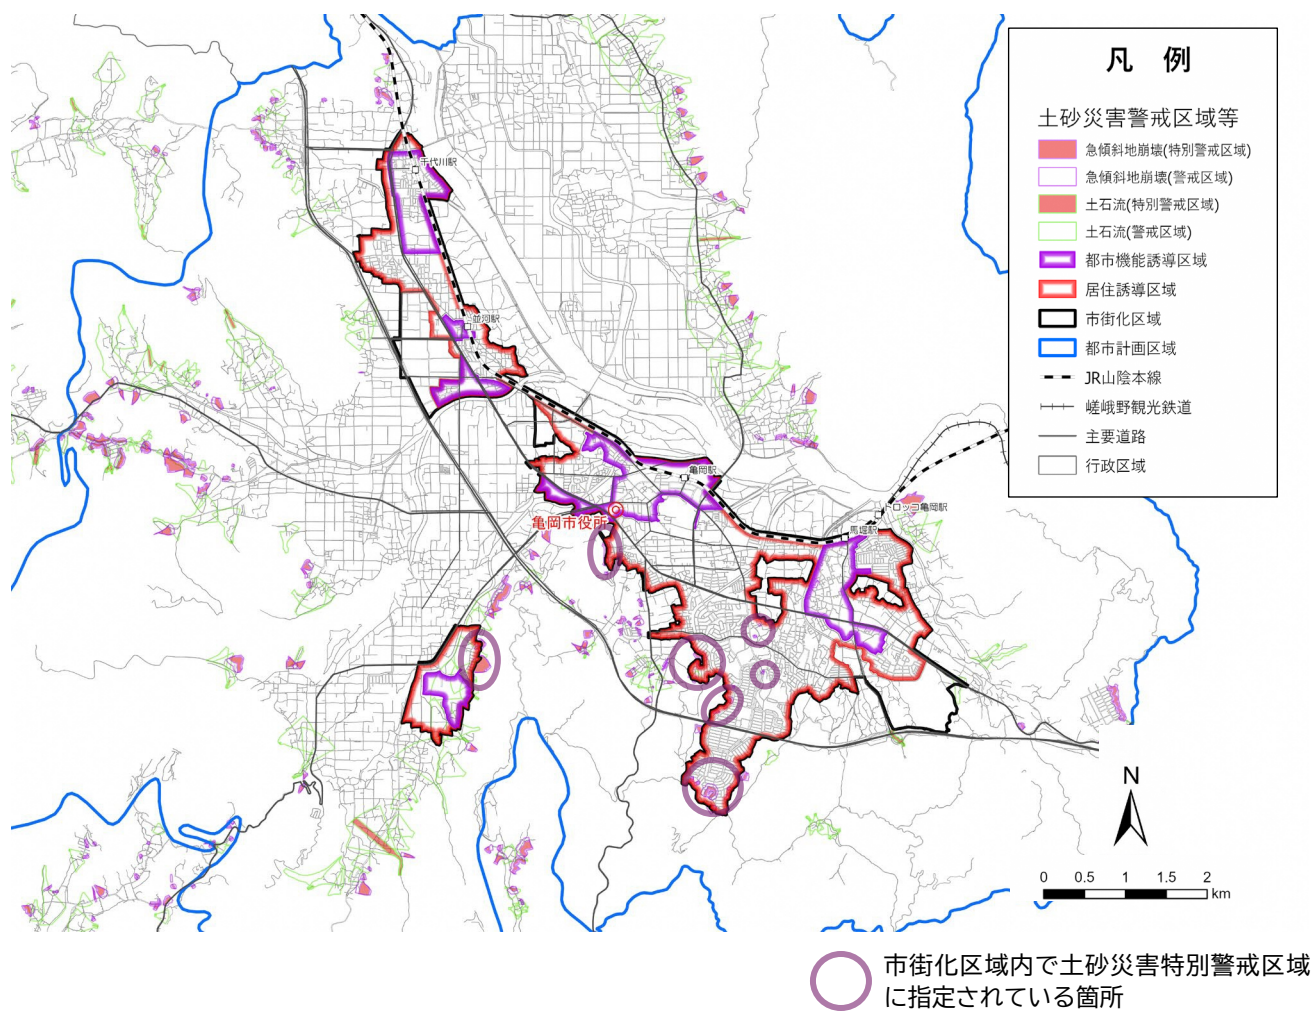 凡 例
土砂災害警戒区域等
急傾斜地崩壊(特別警戒区域)
急傾斜地崩壊(警戒区域)
土石流(特別警戒区域)
土石流(警戒区域)
都市機能誘導区域
居住誘導区域
市街化区域
都市計画区域
JR山陰本線
嵯峨野観光鉄道
主要道路
行政区域
千代川駅
並河駅
亀岡駅
亀岡市役所
トロッコ亀岡駅
馬堀駅
N
0 0.5 1 1.5 2
km
市街化区域内で土砂災害特別警戒区域
に指定されている箇所